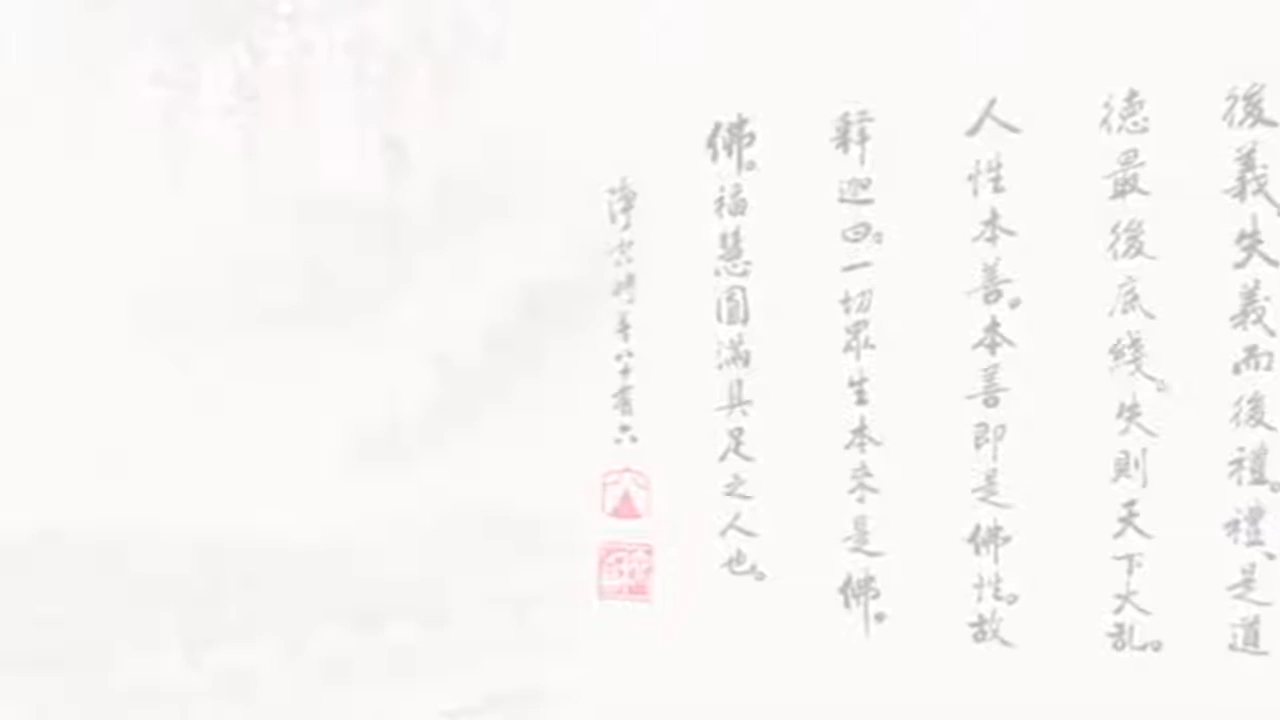 後義失義而後禮。禮、是道
德最後底綫。失則天下大乱。
人性本善。本善即是佛性。故
釋迦曰。一切眾生本来是佛。
佛。福慧圓滿具足之人也。
淨空時年八十有六